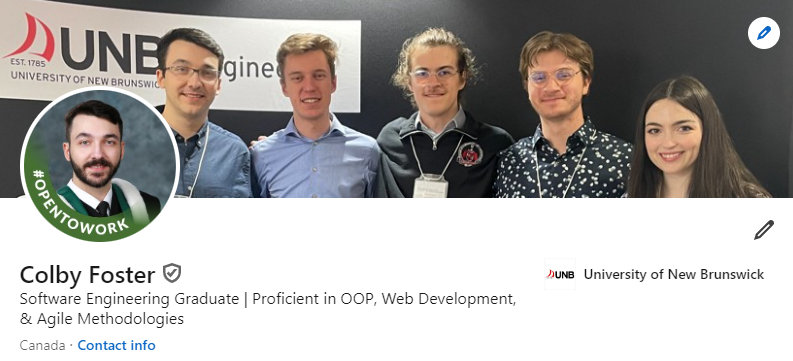 UNB nginee
EST. 1785
UNIVERSITY OF NEW BRUNSWICK
#OPENTOWORK
Colby Foster
UNB University of New Brunswick
Software Engineering Graduate | Proficient in OOP, Web Development,
& Agile Methodologies
Canada · Contact info